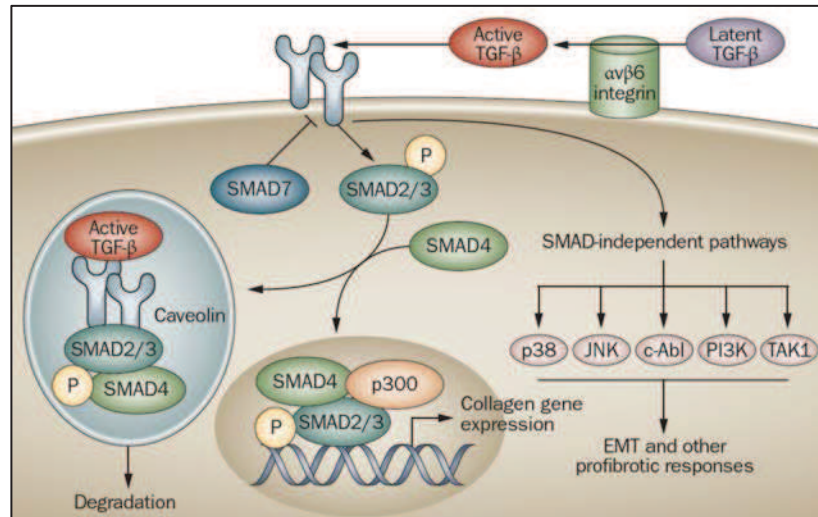 Active
TGF-β
Latent
TGF-β
αvβ6
integrin
P
SMAD7
SMAD2/3
SMAD4
Active
TGF-β
Caveolin
SMAD2/3
P
SMAD4
Degradation
SMAD4
p300
P
SMAD2/3
Collagen gene
expression
SMAD-independent pathways
p38
JNK
c-Abl
PI3K
TAK1
EMT and other
profibrotic responses